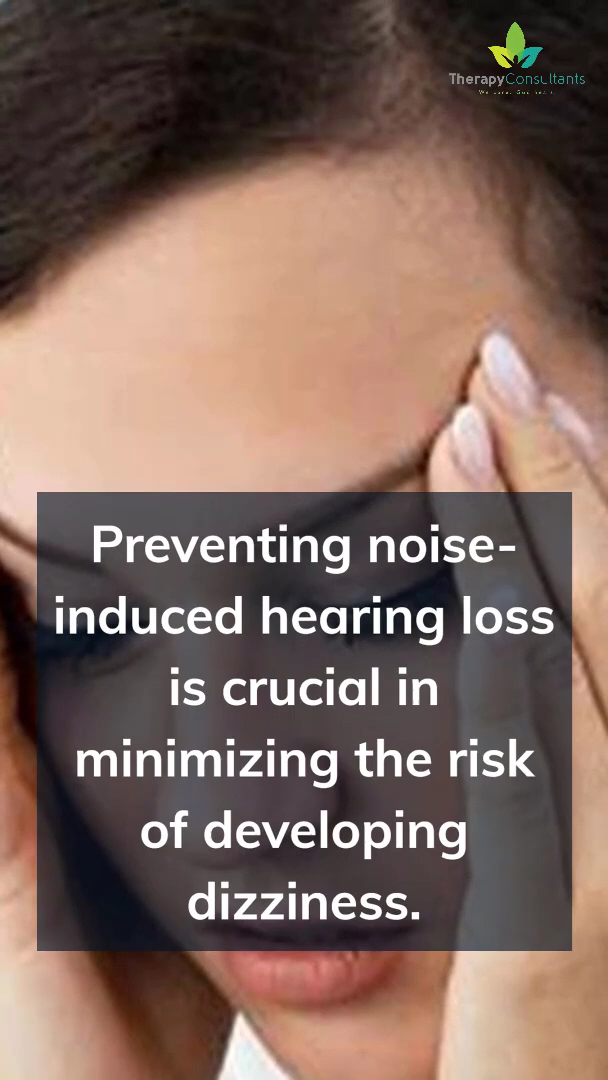 TherapyConsultants
Preventing noise-
induced hearing loss
is crucial in
minimizing the risk
of developing
dizziness.